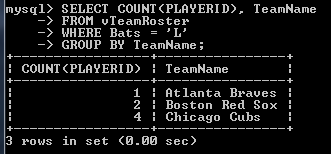 mysql> SELECT COUNT(PLAYERID), TeamName
    -> FROM vTeamRoster
    -> WHERE Bats = 'L'
    -> GROUP BY TeamName;
+-----------------+----------------+
| COUNT(PLAYERID) | TeamName       |
+-----------------+----------------+
|               1 | Atlanta Braves |
|               2 | Boston Red Sox |
|               4 | Chicago Cubs   |
+-----------------+----------------+
3 rows in set (0.00 sec)